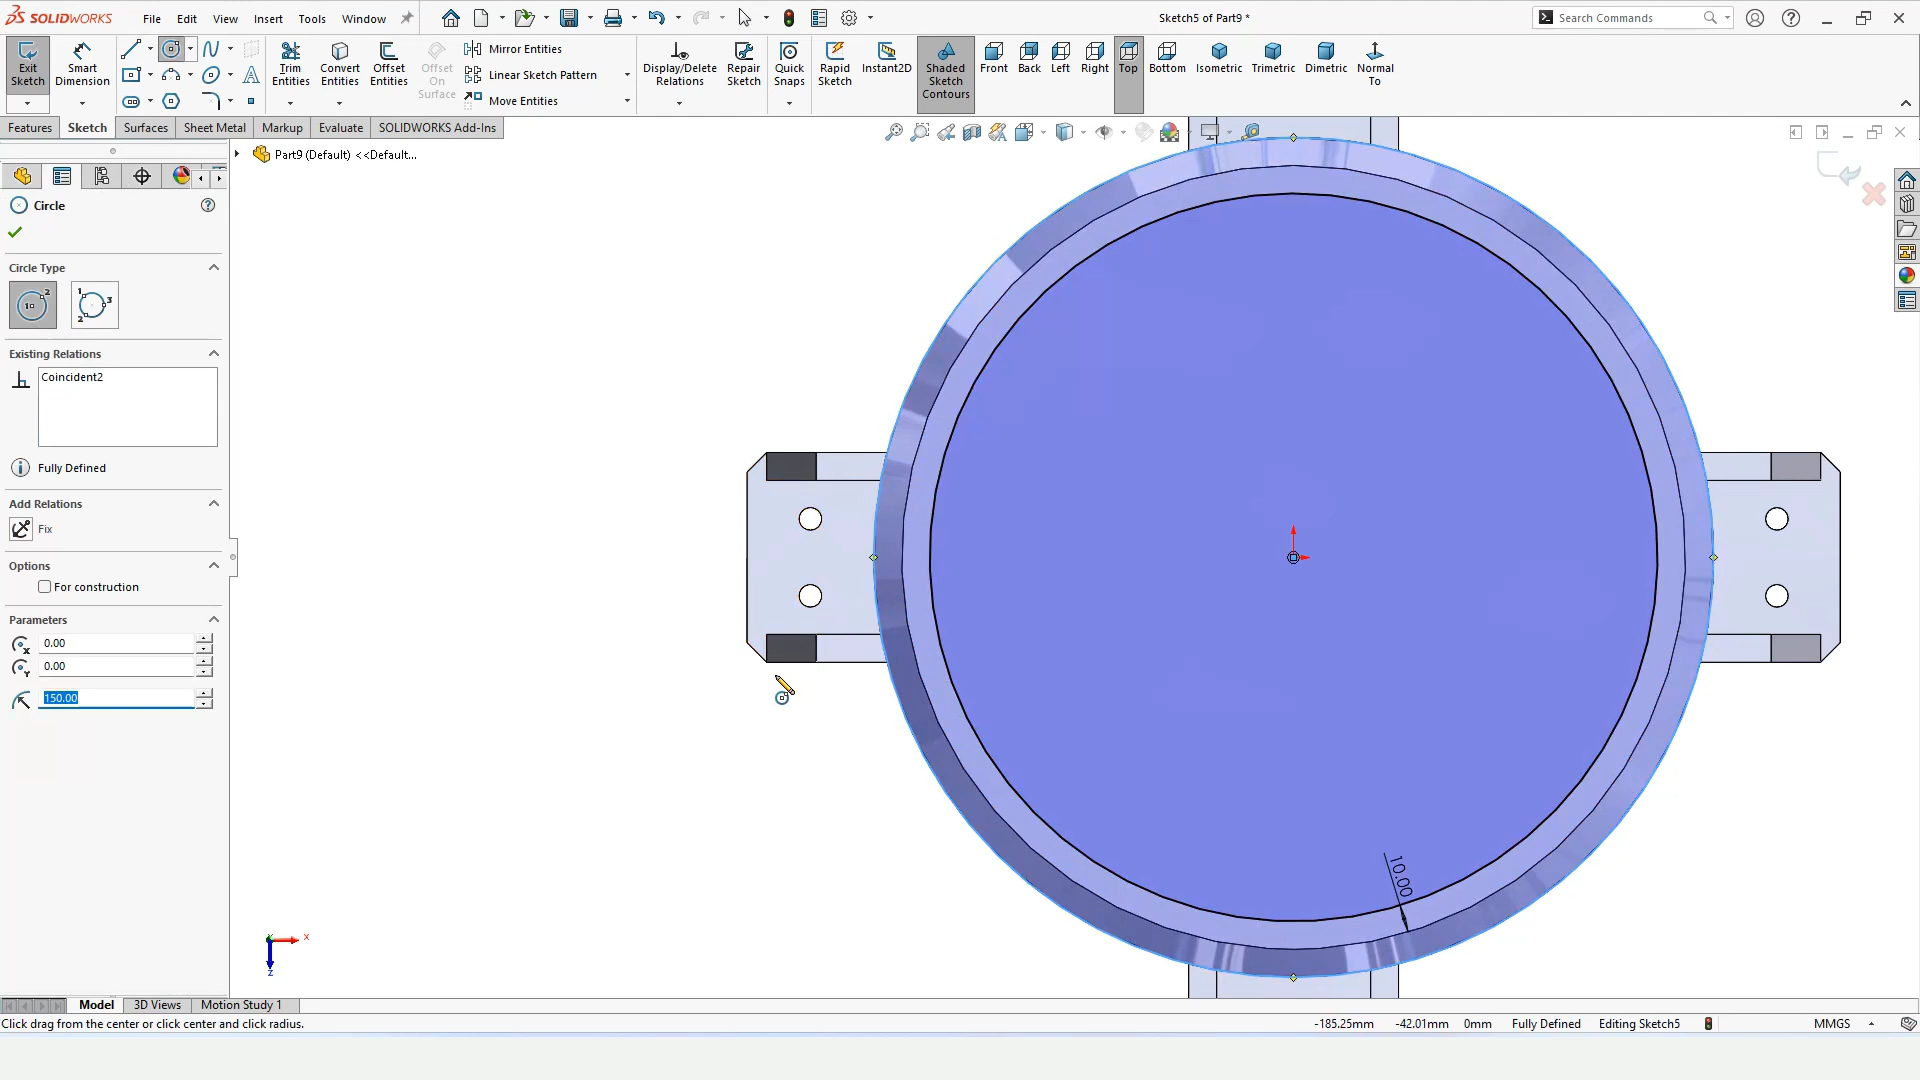 SOLIDWORKS File Edit View Insert Tools Window Sketch5 of Part9 * Search Commands
Exit Sketch
Smart Dimension
Trim Entities
Convert Entities
Offset Entities
Offset On Surface
Mirror Entities
Linear Sketch Pattern
Move Entities
Display/Delete Relations
Repair Sketch
Quick Snaps
Rapid Sketch
Instant2D
Shaded Sketch Contours
Front Back Left Right Top Bottom Isometric Trimetric Dimetric
Normal To
Features Sketch Surfaces Sheet Metal Markup Evaluate SOLIDWORKS Add-Ins
Part9 (Default) <<Default...
Circle
Circle Type
Existing Relations
Coincident2
Fully Defined
Add Relations
Fix
Options
For construction
Parameters
0.00
0.00
150.00
10.00
x
z
Model 3D Views Motion Study 1
Click drag from the center or click center and click radius. -185.25mm -42.01mm 0mm Fully Defined Editing Sketch5 MMGS